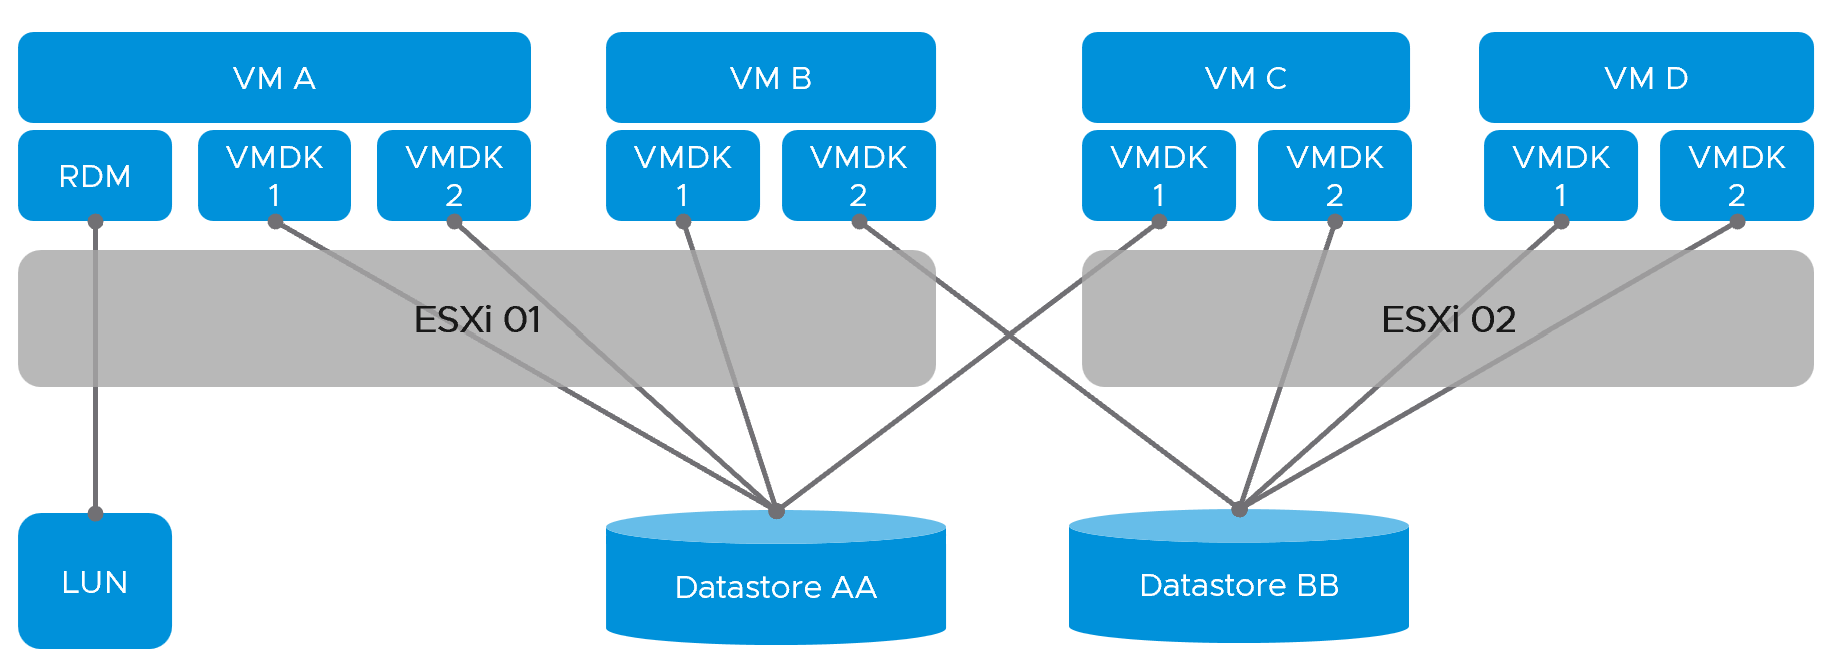 VM A
VM B
VM C
VM D
RDM
VMDK
1
VMDK
2
VMDK
1
VMDK
2
VMDK
1
VMDK
2
VMDK
1
VMDK
2
ESXi 01
ESXi 02
LUN
Datastore AA
Datastore BB